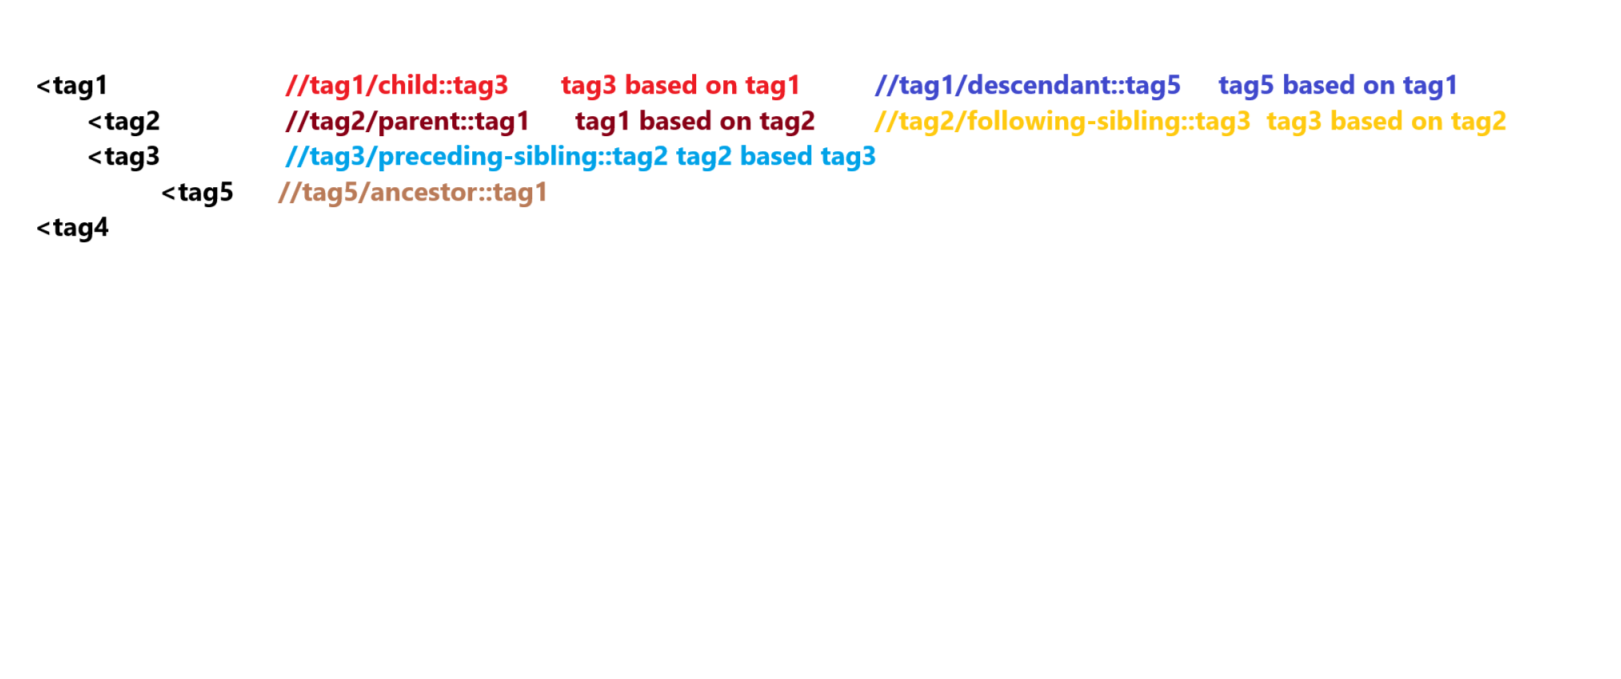 <tag1 //tag1/child::tag3 tag3 based on tag1 //tag1/descendant::tag5 tag5 based on tag1
<tag2 //tag2/parent::tag1 tag1 based on tag2 //tag2/following-sibling::tag3 tag3 based on tag2
<tag3 //tag3/preceding-sibling::tag2 tag2 based tag3
<tag5 //tag5/ancestor::tag1
<tag4